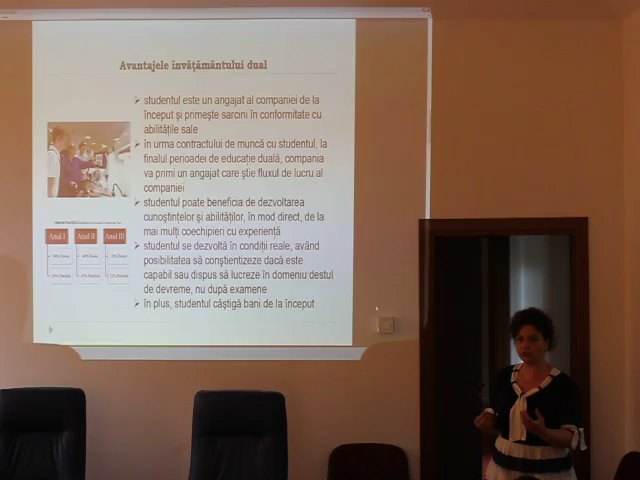 Avantajele învățământului dual
➢ studentul este un angajat al companiei de la
început și primește sarcini în conformitate cu
abilitățile sale
➢ în urma contractului de muncă cu studentul, la
finalul perioadei de educație duală, compania
va primi un angajat care știe fluxul de lucru al
companiei
➢ studentul poate beneficia de dezvoltarea
cunoștințelor și abilităților, în mod direct, de la
mai mulți coechipieri cu experiență
➢ studentul se dezvoltă în condiții reale, având
posibilitatea să conștientizeze dacă este
capabil sau dispus să lucreze în domeniu destul
de devreme, nu după examene
➢ în plus, studentul câștigă bani de la început
Anul I Anul II Anul III